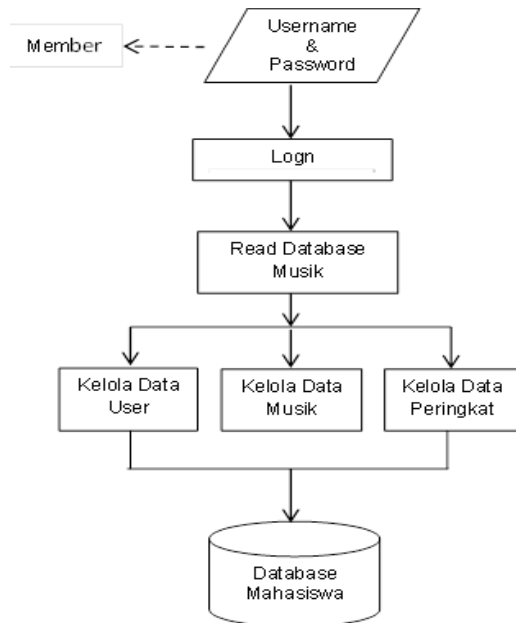 Member
Username
&
Password
Logn
Read Database
Musik
Kelola Data
User
Kelola Data
Musik
Kelola Data
Peringkat
Database
Mahasiswa